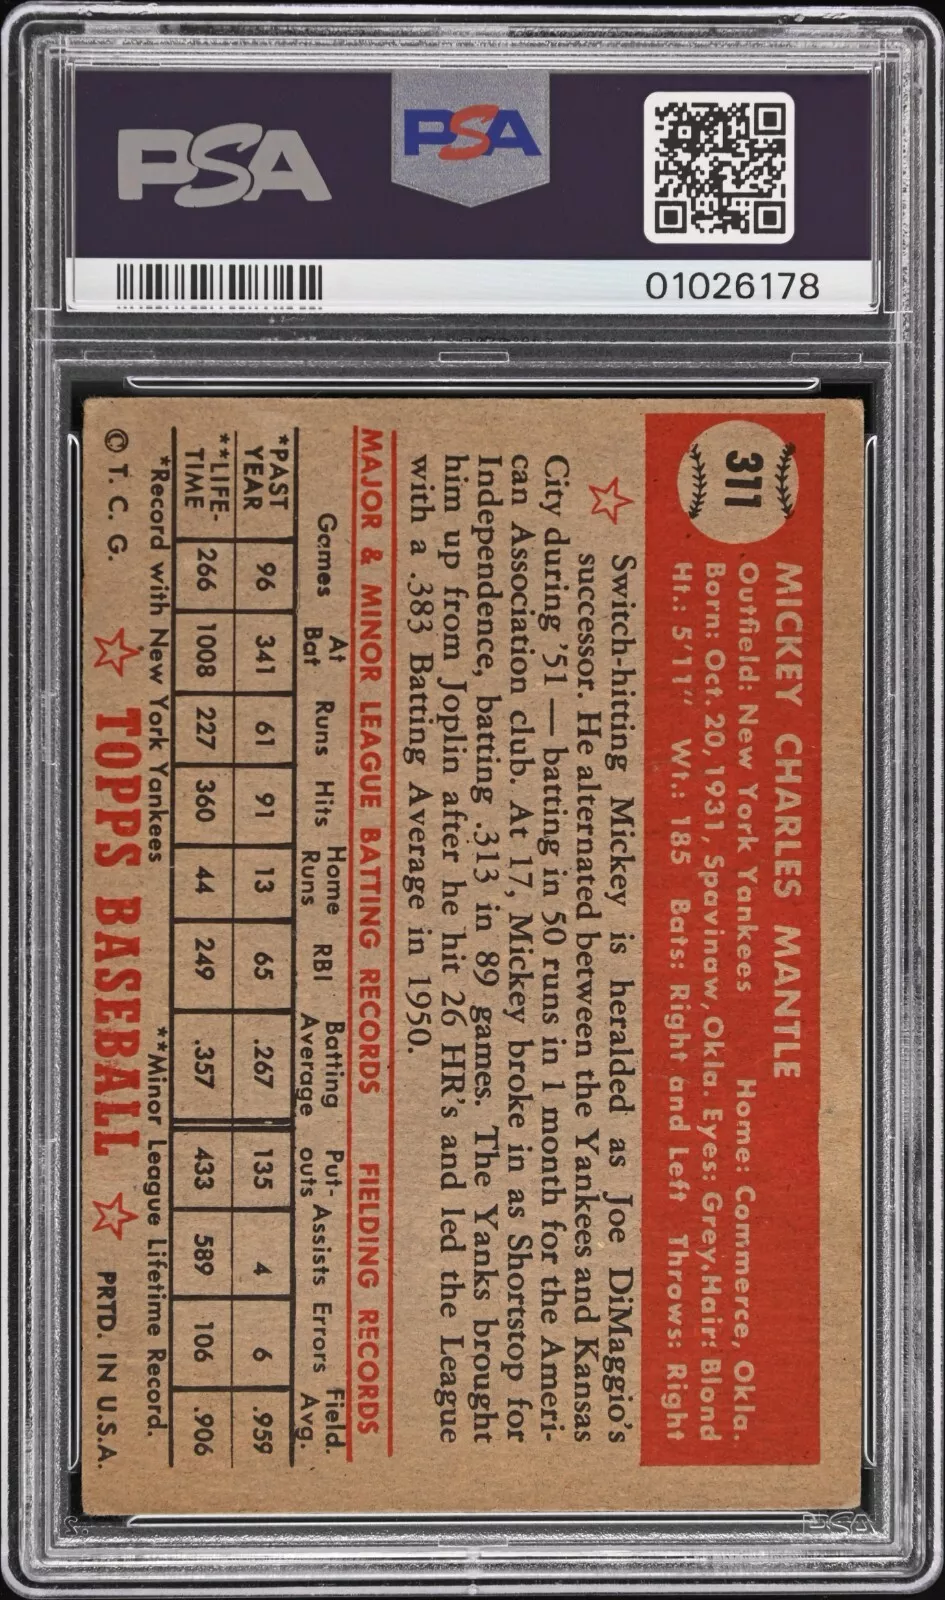 PSA
PSA
01026178
311
MICKEY CHARLES MANTLE
Outfield: New York Yankees Home: Commerce, Okla.
Born: Oct. 20, 1931, Spavinaw, Okla. Eyes: Grey. Hair: Blond
Ht.: 5'11" Wt.: 185 Bats: Right and Left Throws: Right
Switch-hitting Mickey is heralded as Joe DiMaggio's
successor. He alternated between the Yankees and Kansas
City during '51 — batting in 50 runs in 1 month for the Ameri-
can Association club. At 17, Mickey broke in as Shortstop for
Independence, batting .313 in 89 games. The Yanks brought
him up from Joplin after he hit 26 HR's and led the League
with a .383 Batting Average in 1950.
MAJOR & MINOR LEAGUE BATTING RECORDS FIELDING RECORDS
Games At Bat Runs Hits Home Runs RBI Batting Average Put-outs Assists Errors Field. Avg.
*PAST YEAR 96 341 61 91 13 65 .267 135 4 6 .959
**LIFE-TIME 266 1008 227 360 44 249 .357 433 589 106 .906
*Record with New York Yankees **Minor League Lifetime Record.
© T. C. G. TOPPS BASEBALL PRTD. IN U.S.A.
PSA